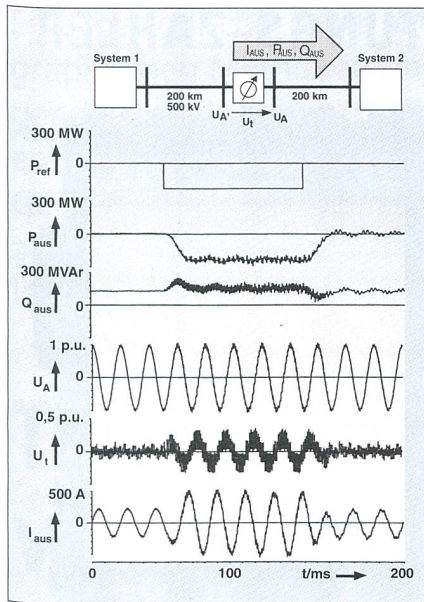 I_AUS, P_AUS, Q_AUS
System 1
System 2
200 km
500 kV
200 km
U_A'
U_t
U_A
300 MW
P_ref
0
300 MW
P_aus
0
300 MVAr
Q_aus
0
1 p.u.
U_A
0
0,5 p.u.
U_t
0
500 A
I_aus
0
0
100
t/ms
200